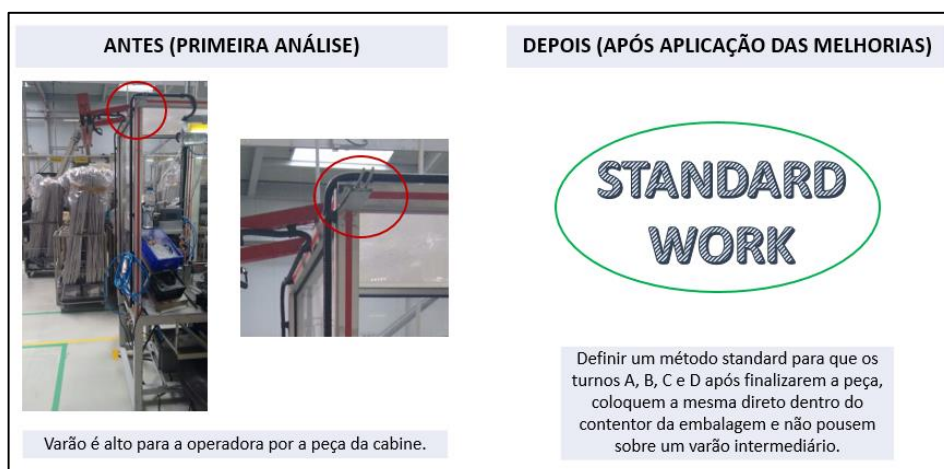 ANTES (PRIMEIRA ANÁLISE)
DEPOIS (APÓS APLICAÇÃO DAS MELHORIAS)
STANDARD
WORK
Varão é alto para a operadora por a peça da cabine.
Definir um método standard para que os
turnos A, B, C e D após finalizarem a peça,
coloquem a mesma direto dentro do
contentor da embalagem e não pousem
sobre um varão intermediário.